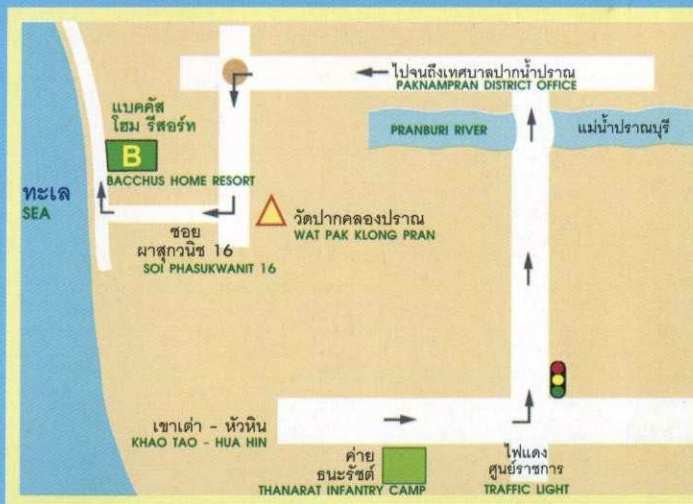 ไปจนถึงเทศบาลปากน้ำปราณ
PAKNAMPRAN DISTRICT OFFICE
แบคคัส
โฮม รีสอร์ท
B
BACCHUS HOME RESORT
PRANBURI RIVER
แม่น้ำปราณบุรี
ทะเล
SEA
ซอย
ผาสุกวนิช 16
SOI PHASUKWANIT 16
วัดปากคลองปราณ
WAT PAK KLONG PRAN
เขาเต่า - หัวหิน
KHAO TAO - HUA HIN
ค่าย
ธนะรัชต์
THANARAT INFANTRY CAMP
ไฟแดง
ศูนย์ราชการ
TRAFFIC LIGHT